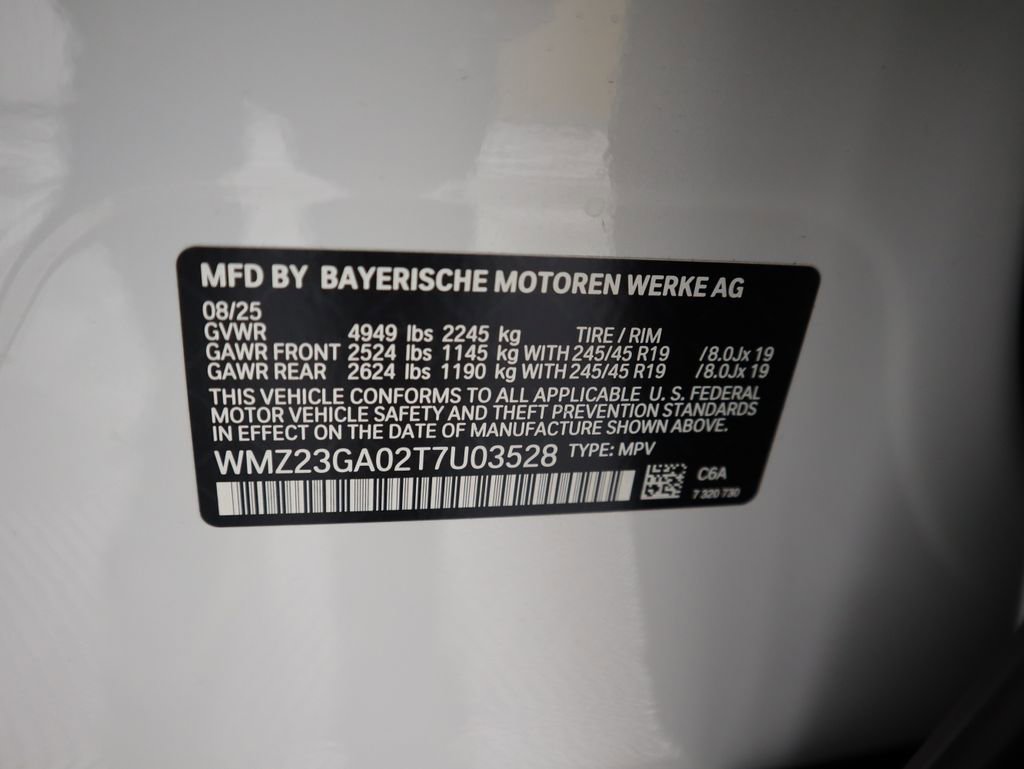 MFD BY BAYERISCHE MOTOREN WERKE AG
08/25
GVWR 4949 lbs 2245 kg TIRE / RIM
GAWR FRONT 2524 lbs 1145 kg WITH 245/45 R19 /8.0Jx 19
GAWR REAR 2624 lbs 1190 kg WITH 245/45 R19 /8.0Jx 19
THIS VEHICLE CONFORMS TO ALL APPLICABLE U. S. FEDERAL
MOTOR VEHICLE SAFETY AND THEFT PREVENTION STANDARDS
IN EFFECT ON THE DATE OF MANUFACTURE SHOWN ABOVE.
WMZ23GA02T7U03528 TYPE: MPV
C6A
7 320 730